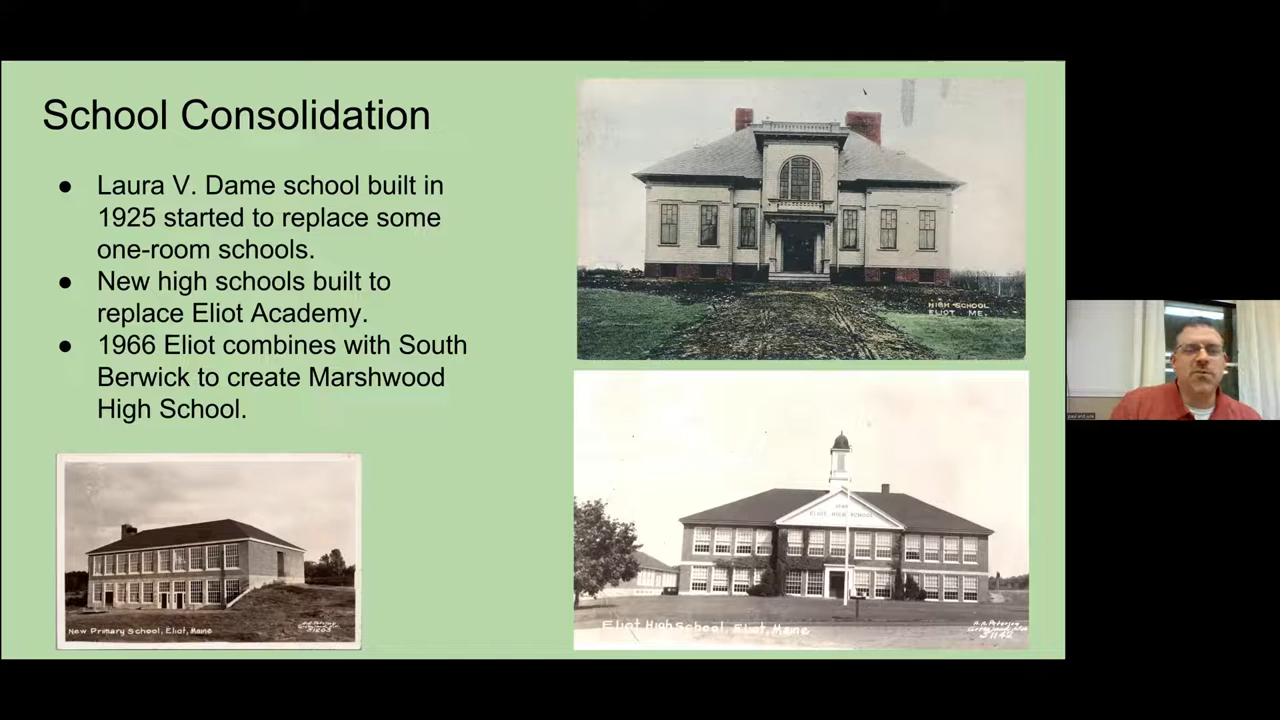 School Consolidation
● Laura V. Dame school built in
1925 started to replace some
one-room schools.
● New high schools built to
replace Eliot Academy.
● 1966 Eliot combines with South
Berwick to create Marshwood
High School.
HIGH SCHOOL
ELIOT ME.
New Primary School, Eliot, Maine
ELIOT HIGH SCHOOL
Eliot High School, Eliot, Maine